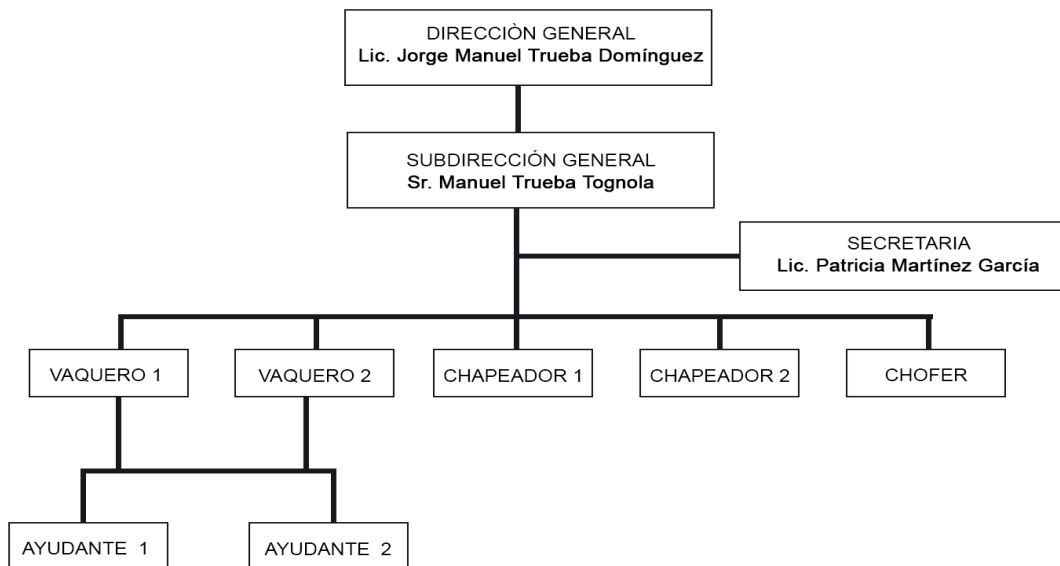 DIRECCIÒN GENERAL
Lic. Jorge Manuel Trueba Domínguez
SUBDIRECCIÓN GENERAL
Sr. Manuel Trueba Tognola
SECRETARIA
Lic. Patricia Martínez García
VAQUERO 1
VAQUERO 2
CHAPEADOR 1
CHAPEADOR 2
CHOFER
AYUDANTE 1
AYUDANTE 2